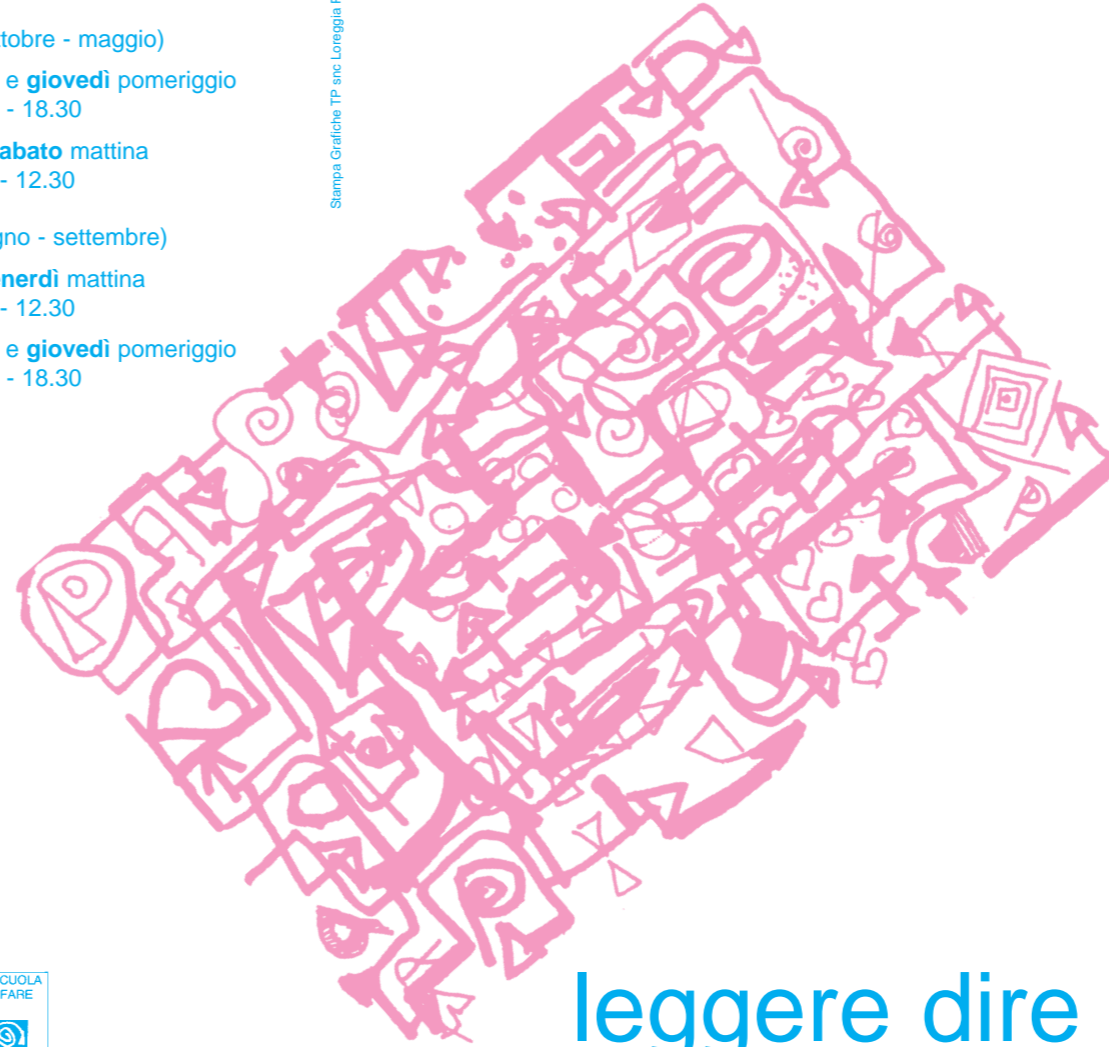 tobre - maggio)
e giovedì pomeriggio
- 18.30
abato mattina
- 12.30
gno - settembre)
nerdì mattina
- 12.30
e giovedì pomeriggio
- 18.30
Stampa Grafiche TP snc Loreggia P
CUOLA
FARE
leggere dire